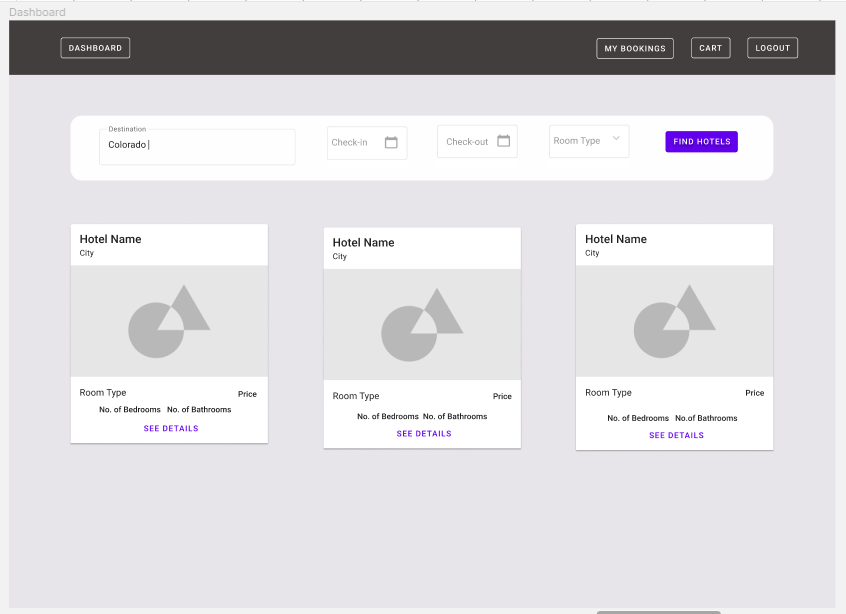 Dashboard
DASHBOARD
MY BOOKINGS
CART
LOGOUT
Destination
Colorado
Check-in
Check-out
Room Type
FIND HOTELS
Hotel Name
City
Room Type
Price
No. of Bedrooms No. of Bathrooms
SEE DETAILS
Hotel Name
City
Room Type
Price
No. of Bedrooms No. of Bathrooms
SEE DETAILS
Hotel Name
City
Room Type
Price
No. of Bedrooms No.of Bathrooms
SEE DETAILS